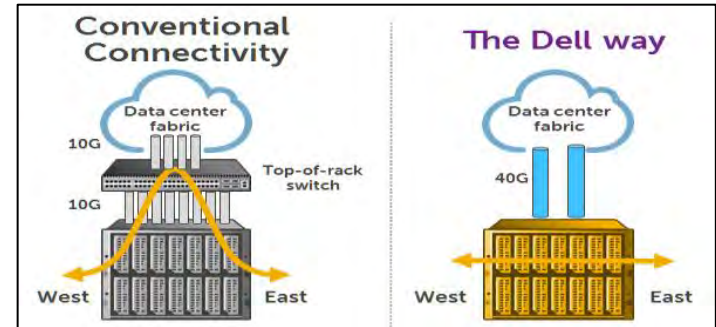 Conventional
Connectivity
Data center
fabric
10G
Top-of-rack
switch
10G
West
East
The Dell way
Data center
fabric
40G
West
East